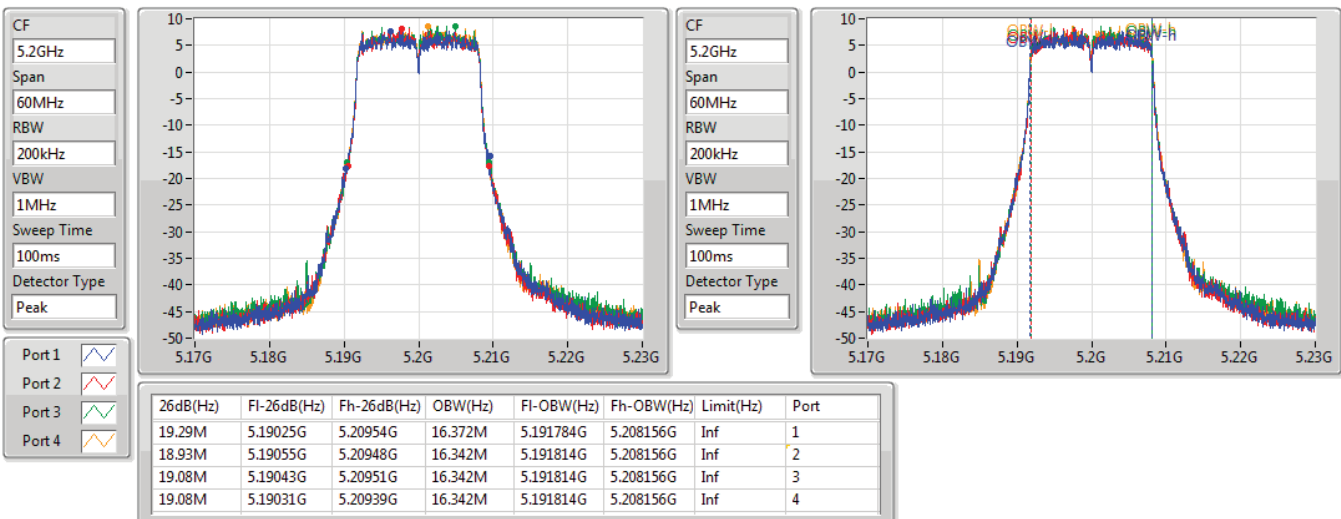 CF
5.2GHz
Span
60MHz
RBW
200kHz
VBW
1MHz
Sweep Time
100ms
Detector Type
Peak
10
5
0
-5
-10
-15
-20
-25
-30
-35
-40
-45
-50
5.17G 5.18G 5.19G 5.2G 5.21G 5.22G 5.23G
CF
5.2GHz
Span
60MHz
RBW
200kHz
VBW
1MHz
Sweep Time
100ms
Detector Type
Peak
10
5
0
-5
-10
-15
-20
-25
-30
-35
-40
-45
-50
OBW-h
5.17G 5.18G 5.19G 5.2G 5.21G 5.22G 5.23G
Port 1
Port 2
Port 3
Port 4
26dB(Hz) Fl-26dB(Hz) Fh-26dB(Hz) OBW(Hz) Fl-OBW(Hz) Fh-OBW(Hz) Limit(Hz) Port
19.29M 5.19025G 5.20954G 16.372M 5.191784G 5.208156G Inf 1
18.93M 5.19055G 5.20948G 16.342M 5.191814G 5.208156G Inf 2
19.08M 5.19043G 5.20951G 16.342M 5.191814G 5.208156G Inf 3
19.08M 5.19031G 5.20939G 16.342M 5.191814G 5.208156G Inf 4